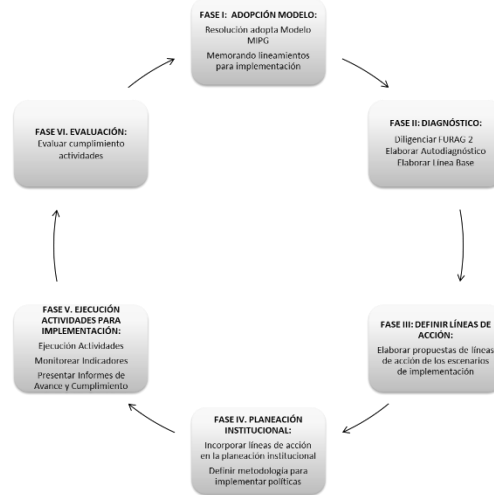 FASE I:  ADOPCIÓN MODELO:
Resolución adopta Modelo
MIPG
Memorando lineamientos
para implementación
FASE II: DIAGNÓSTICO:
Diligenciar FURAG 2
Elaborar Autodiagnóstico
Elaborar Línea Base
FASE III: DEFINIR LÍNEAS DE
ACCIÓN:
Elaborar propuestas de líneas
de acción de los escenarios
de implementación
FASE IV. PLANEACIÓN
INSTITUCIONAL:
Incorporar líneas de acción
en la planeación institucional
Definir metodología para
implementar políticas
FASE V. EJECUCIÓN
ACTIVIDADES PARA
IMPLEMENTACIÓN:
Ejecución Actividades
Monitorear Indicadores
Presentar Informes de
Avance y Cumplimiento
FASE VI. EVALUACIÓN:
Evaluar cumplimiento
actividades